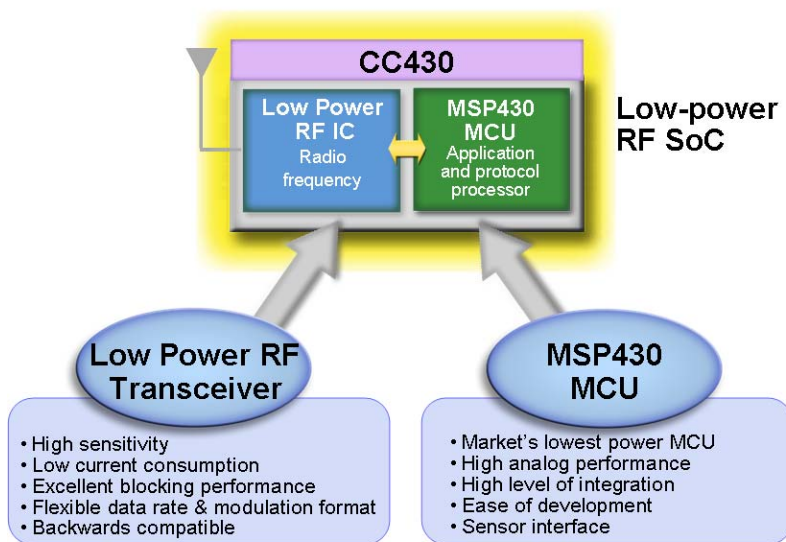 CC430
Low Power
RF IC
Radio
frequency
MSP430
MCU
Application
and protocol
processor
Low-power
RF SoC
Low Power RF
Transceiver
• High sensitivity
• Low current consumption
• Excellent blocking performance
• Flexible data rate & modulation format
• Backwards compatible
MSP430
MCU
• Market's lowest power MCU
• High analog performance
• High level of integration
• Ease of development
• Sensor interface